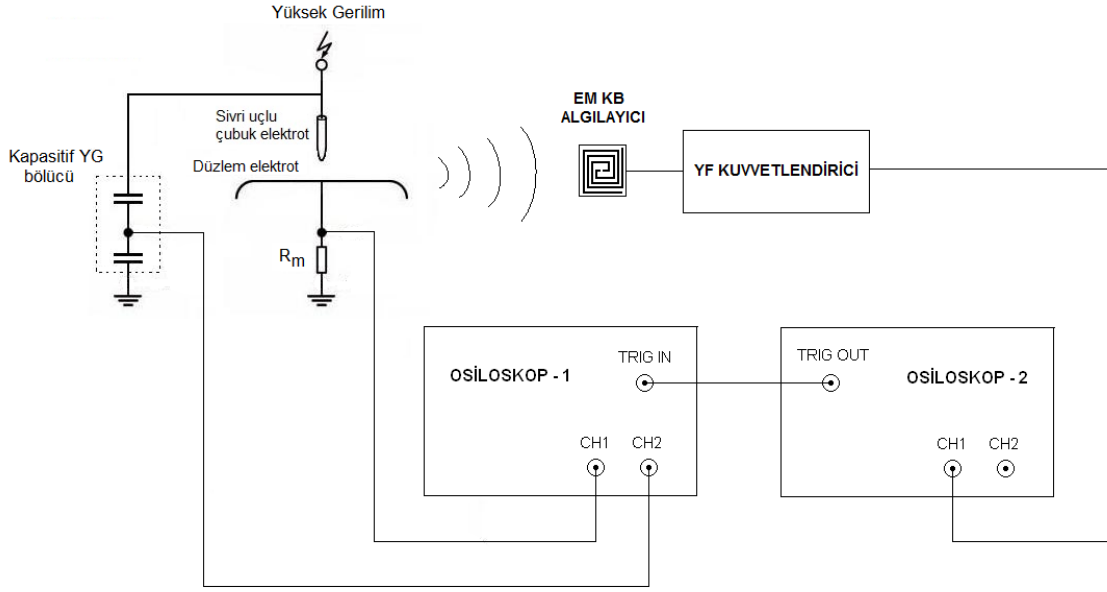 Yüksek Gerilim
Sivri uçlu
çubuk elektrot
Düzlem elektrot
Kapasitif YG
bölücü
Rm
EM KB
ALGILAYICI
YF KUVVETLENDİRİCİ
OSİLOSKOP - 1
TRIG IN
CH1 CH2
TRIG OUT
OSİLOSKOP - 2
CH1 CH2